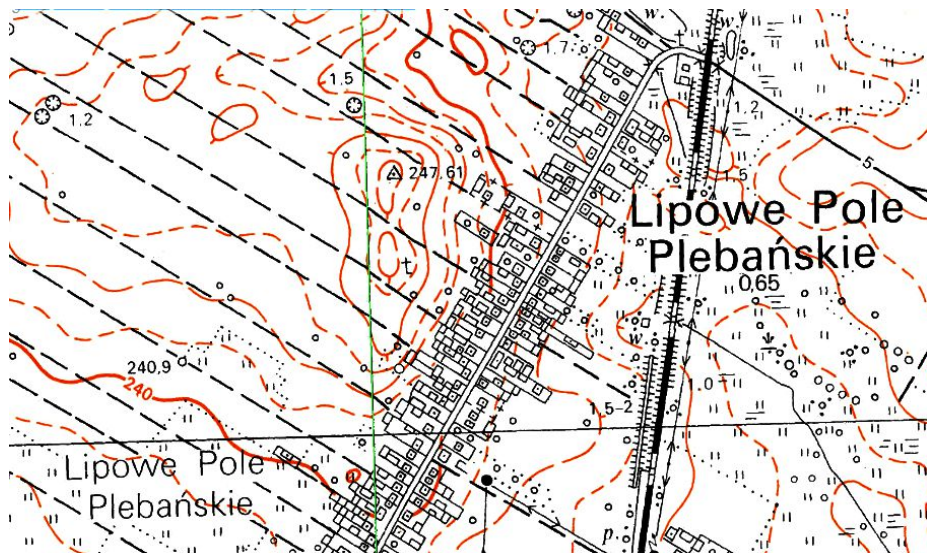 w.
w.
1.7
1.5
1.2
1.2
5
247,61
1.5
Lipowe Pole
Plebańskie
0,65
w.
240,9
240
1.0
1,5-2
Lipowe Pole
Plebańskie
p.